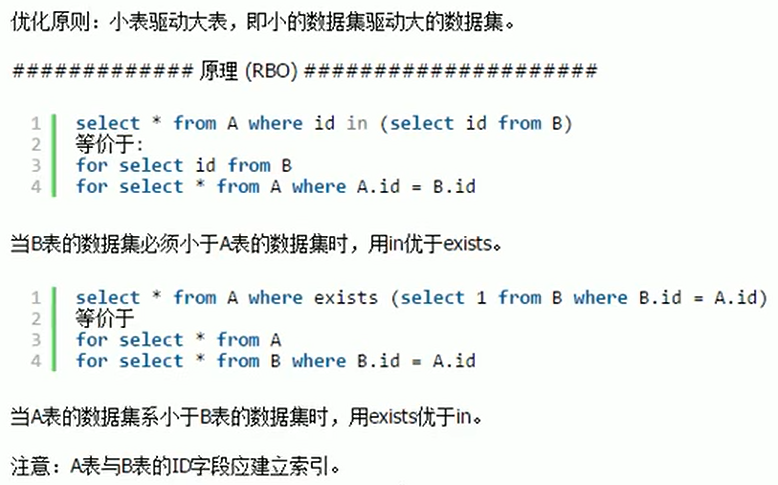 优化原则：小表驱动大表，即小的数据集驱动大的数据集。
############# 原理 (RBO) #####################
1 select * from A where id in (select id from B)
2 等价于:
3 for select id from B
4 for select * from A where A.id = B.id
当B表的数据集必须小于A表的数据集时，用in优于exists。
1 select * from A where exists (select 1 from B where B.id = A.id)
2 等价于
3 for select * from A
4 for select * from B where B.id = A.id
当A表的数据集系小于B表的数据集时，用exists优于in。
注意：A表与B表的ID字段应建立索引。